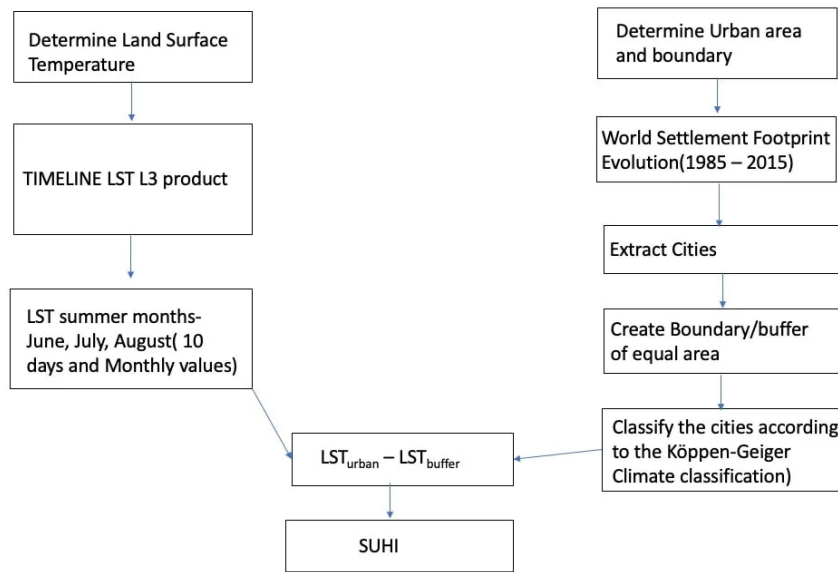 Determine Land Surface
Temperature
TIMELINE LST L3 product
LST summer months-
June, July, August( 10
days and Monthly values)
Determine Urban area
and boundary
World Settlement Footprint
Evolution(1985 – 2015)
Extract Cities
Create Boundary/buffer
of equal area
Classify the cities according
to the Köppen-Geiger
Climate classification)
LSTurban – LSTbuffer
SUHI